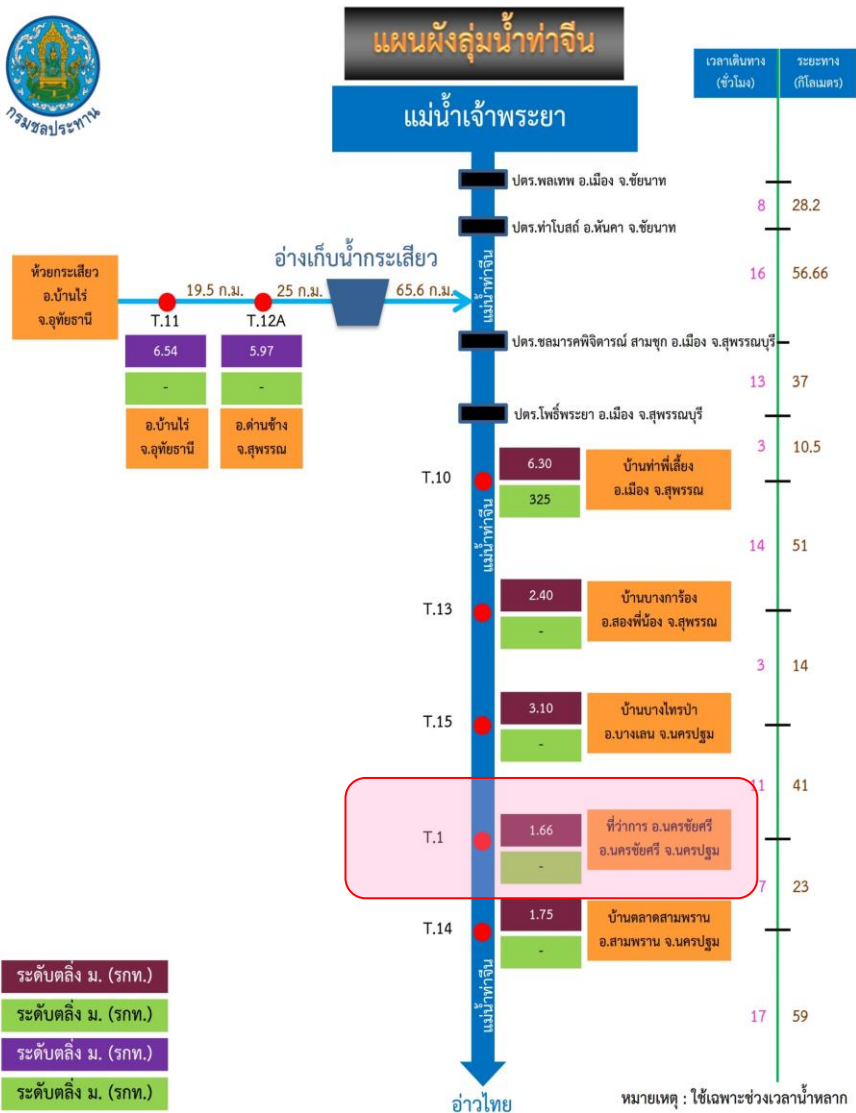 แผนผังลุ่มน้ำท่าจีน
กรมชลประทาน
แม่น้ำเจ้าพระยา
เวลาเดินทาง
(ชั่วโมง)
ระยะทาง
(กิโลเมตร)
ปตร.พลเทพ อ.เมือง จ.ชัยนาท
8 28.2
ปตร.ท่าโบสถ์ อ.หันคา จ.ชัยนาท
แม่น้ำท่าจีน
16 56.66
ห้วยกระเสียว
อ.บ้านไร่
จ.อุทัยธานี
19.5 ก.ม.
25 ก.ม.
อ่างเก็บน้ำกระเสียว
65.6 ก.ม.
T.11
6.54
-
อ.บ้านไร่
จ.อุทัยธานี
T.12A
5.97
-
อ.ด่านช้าง
จ.สุพรรณ
ปตร.ชลมารคพิจิตารณ์ สามชุก อ.เมือง จ.สุพรรณบุรี
13 37
ปตร.โพธิ์พระยา อ.เมือง จ.สุพรรณบุรี
3 10.5
T.10
6.30
325
บ้านท่าพี่เลี้ยง
อ.เมือง จ.สุพรรณ
แม่น้ำท่าจีน
14 51
T.13
2.40
-
บ้านบางการ้อง
อ.สองพี่น้อง จ.สุพรรณ
3 14
T.15
3.10
-
บ้านบางไทรป่า
อ.บางเลน จ.นครปฐม
11 41
T.1
1.66
-
ที่ว่าการ อ.นครชัยศรี
อ.นครชัยศรี จ.นครปฐม
7 23
T.14
1.75
-
บ้านตลาดสามพราน
อ.สามพราน จ.นครปฐม
แม่น้ำท่าจีน
17 59
ระดับตลิ่ง ม. (รกท.)
ระดับตลิ่ง ม. (รกท.)
ระดับตลิ่ง ม. (รกท.)
ระดับตลิ่ง ม. (รกท.)
อ่าวไทย
หมายเหตุ : ใช้เฉพาะช่วงเวลาน้ำหลาก